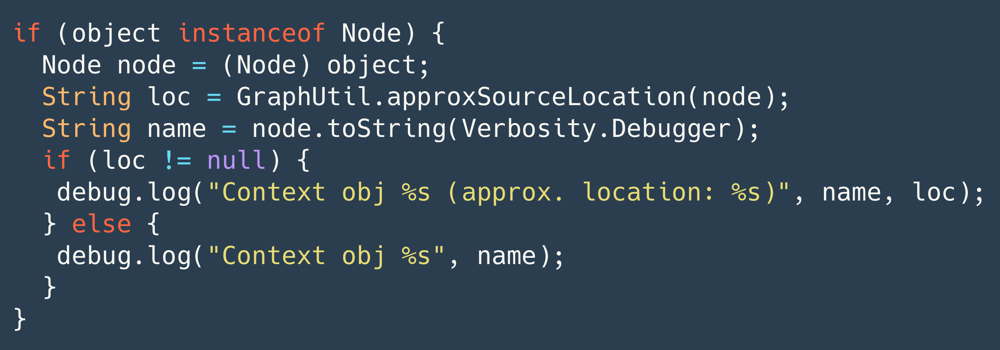 if (object instanceof Node) {
  Node node = (Node) object;
  String loc = GraphUtil.approxSourceLocation(node);
  String name = node.toString(Verbosity.Debugger);
  if (loc != null) {
   debug.log("Context obj %s (approx. location: %s)", name, loc);
  } else {
   debug.log("Context obj %s", name);
  }
}